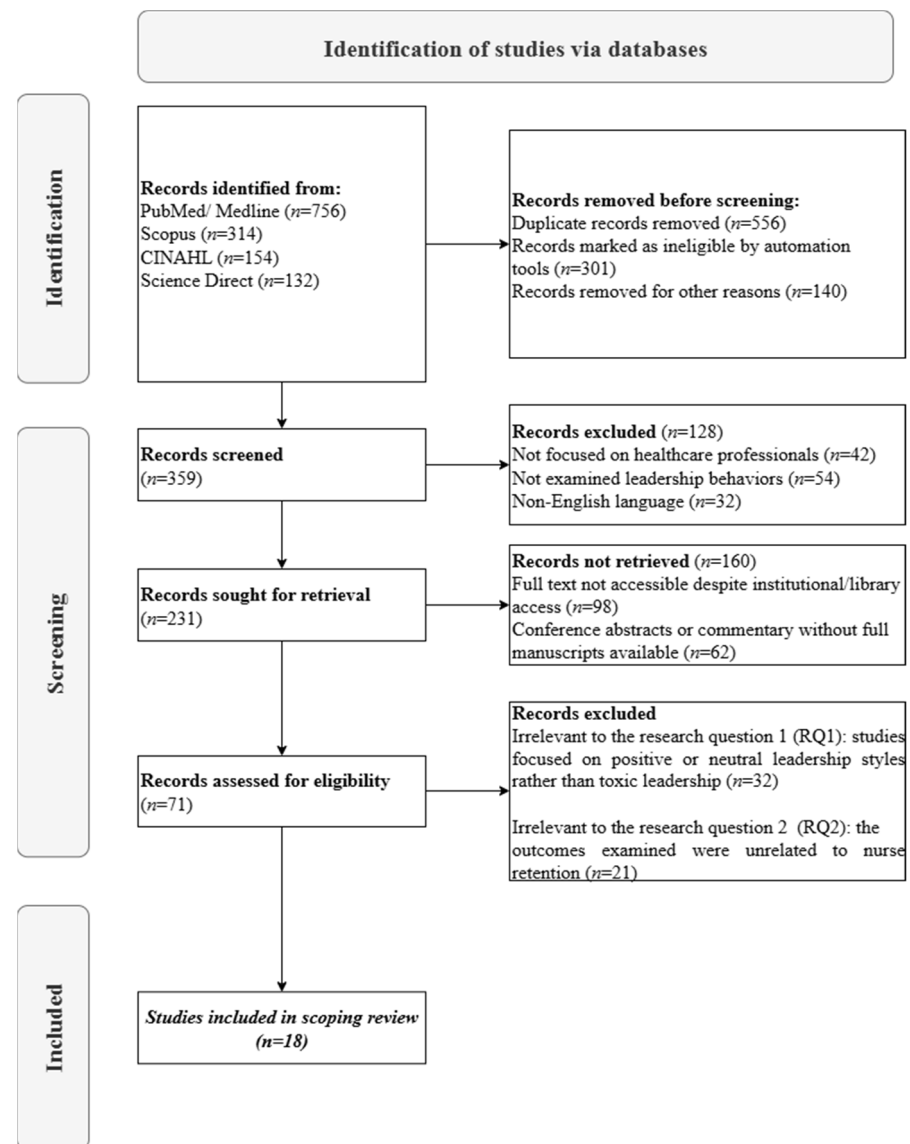 Identification of studies via databases
Identification
Records identified from:
PubMed/ Medline (n=756)
Scopus (n=314)
CINAHL (n=154)
Science Direct (n=132)
Records removed before screening:
Duplicate records removed (n=556)
Records marked as ineligible by automation
tools (n=301)
Records removed for other reasons (n=140)
Screening
Records screened
(n=359)
Records excluded (n=128)
Not focused on healthcare professionals (n=42)
Not examined leadership behaviors (n=54)
Non-English language (n=32)
Records sought for retrieval
(n=231)
Records not retrieved (n=160)
Full text not accessible despite institutional/library
access (n=98)
Conference abstracts or commentary without full
manuscripts available (n=62)
Records assessed for eligibility
(n=71)
Records excluded
Irrelevant to the research question 1 (RQ1): studies
focused on positive or neutral leadership styles
rather than toxic leadership (n=32)
Irrelevant to the research question 2 (RQ2): the
outcomes examined were unrelated to nurse
retention (n=21)
Included
Studies included in scoping review
(n=18)